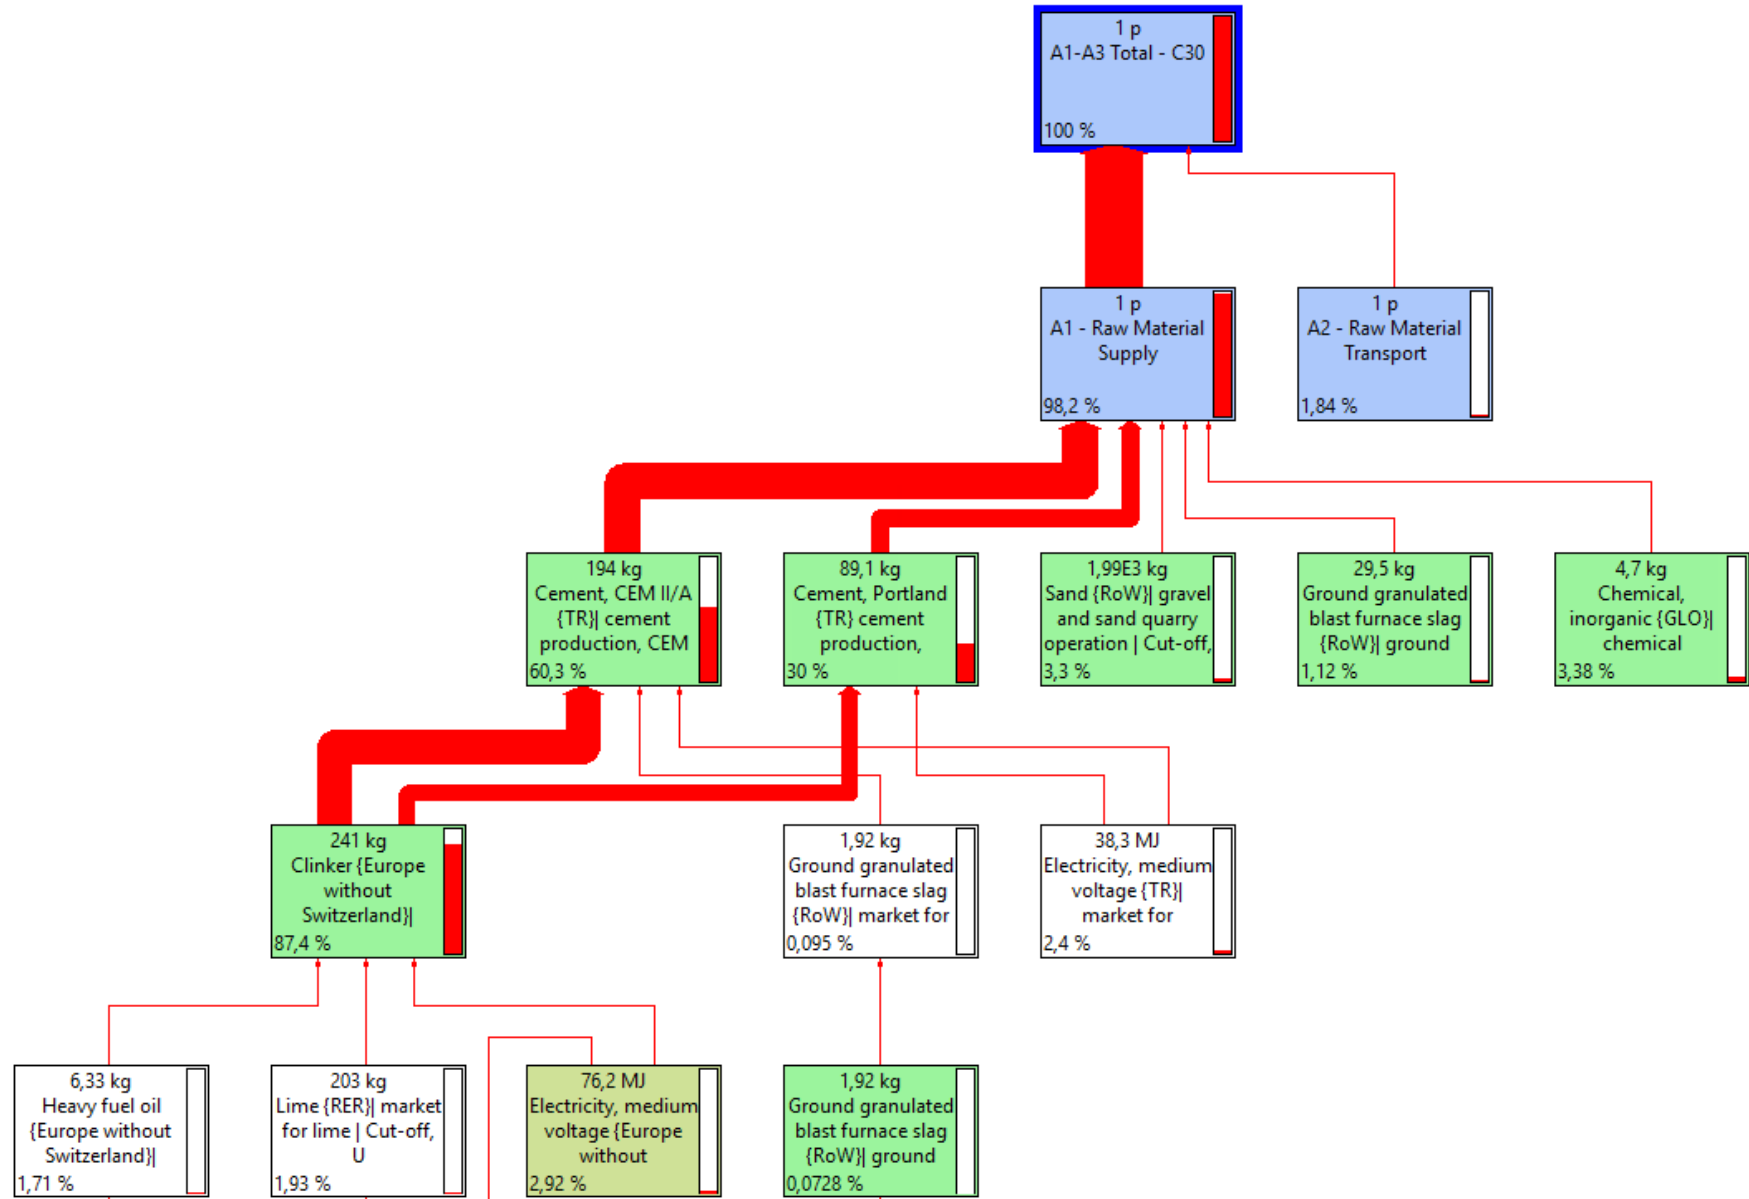 1 p
A1-A3 Total - C30
100 %
1 p
A1 - Raw Material
Supply
98,2 %
1 p
A2 - Raw Material
Transport
1,84 %
194 kg
Cement, CEM II/A
{TR}| cement
production, CEM
60,3 %
89,1 kg
Cement, Portland
{TR} cement
production,
30 %
1,99E3 kg
Sand {RoW}| gravel
and sand quarry
operation | Cut-off,
3,3 %
29,5 kg
Ground granulated
blast furnace slag
{RoW}| ground
1,12 %
4,7 kg
Chemical,
inorganic {GLO}|
chemical
3,38 %
241 kg
Clinker {Europe
without
Switzerland}|
87,4 %
1,92 kg
Ground granulated
blast furnace slag
{RoW}| market for
0,095 %
38,3 MJ
Electricity, medium
voltage {TR}|
market for
2,4 %
6,33 kg
Heavy fuel oil
{Europe without
Switzerland}|
1,71 %
203 kg
Lime {RER}| market
for lime | Cut-off,
U
1,93 %
76,2 MJ
Electricity, medium
voltage {Europe
without
2,92 %
1,92 kg
Ground granulated
blast furnace slag
{RoW}| ground
0,0728 %